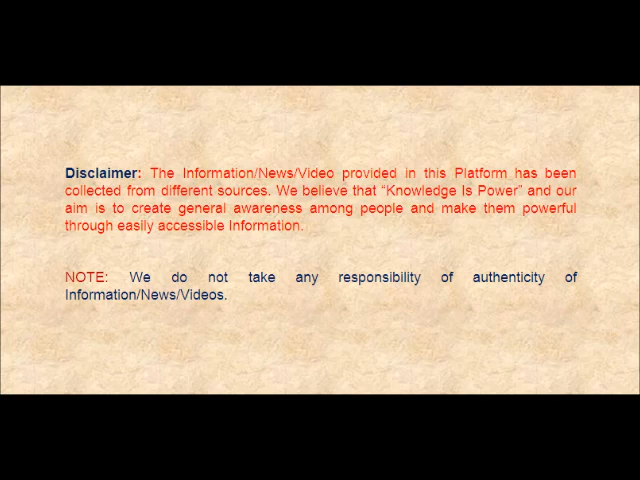 Disclaimer: The Information/News/Video provided in this Platform has been
collected from different sources. We believe that “Knowledge Is Power” and our
aim is to create general awareness among people and make them powerful
through easily accessible Information.
NOTE: We do not take any responsibility of authenticity of
Information/News/Videos.